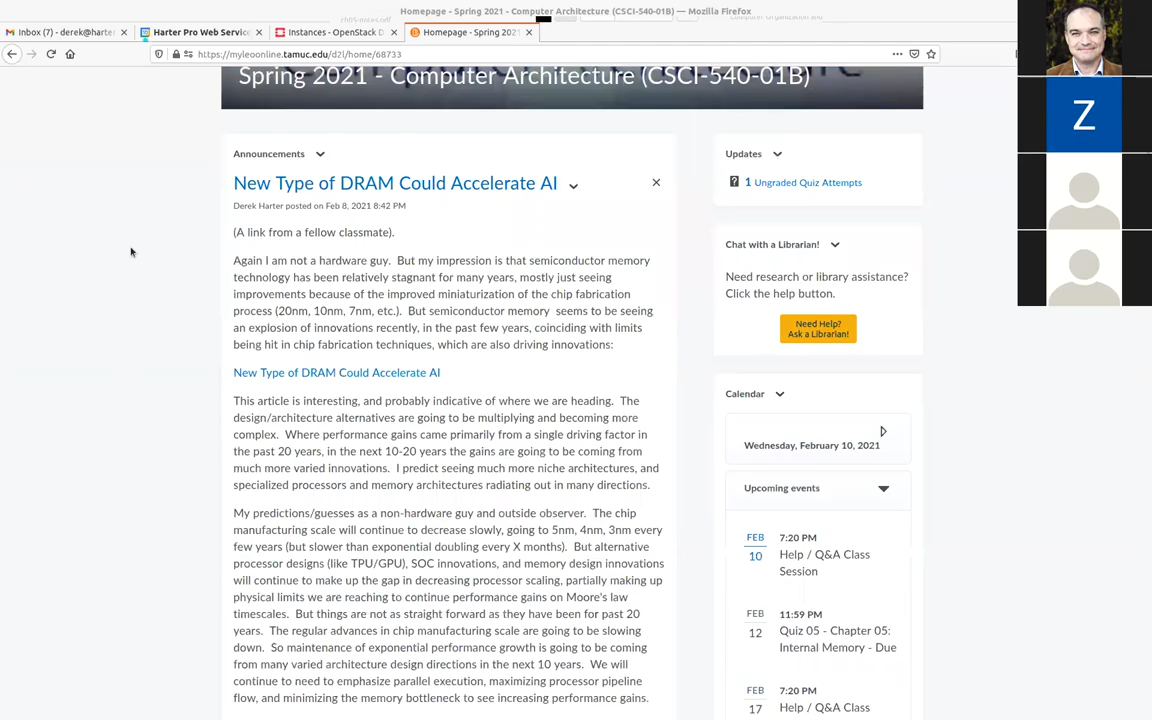 Homepage - Spring 2021 - Computer Architecture (CSCI-540-01B) — Mozilla Firefox
Inbox (7) - derek@harter
Harter Pro Web Servic
Instances - OpenStack D
Homepage - Spring 2021
https://myleoonline.tamuc.edu/d2l/home/68733
Spring 2021 - Computer Architecture (CSCI-540-01B)
Announcements
New Type of DRAM Could Accelerate AI
Derek Harter posted on Feb 8, 2021 8:42 PM
(A link from a fellow classmate).
Again I am not a hardware guy. But my impression is that semiconductor memory
technology has been relatively stagnant for many years, mostly just seeing
improvements because of the improved miniaturization of the chip fabrication
process (20nm, 10nm, 7nm, etc.). But semiconductor memory seems to be seeing
an explosion of innovations recently, in the past few years, coinciding with limits
being hit in chip fabrication techniques, which are also driving innovations:
New Type of DRAM Could Accelerate AI
This article is interesting, and probably indicative of where we are heading. The
design/architecture alternatives are going to be multiplying and becoming more
complex. Where performance gains came primarily from a single driving factor in
the past 20 years, in the next 10-20 years the gains are going to be coming from
much more varied innovations. I predict seeing much more niche architectures, and
specialized processors and memory architectures radiating out in many directions.
My predictions/guesses as a non-hardware guy and outside observer. The chip
manufacturing scale will continue to decrease slowly, going to 5nm, 4nm, 3nm every
few years (but slower than exponential doubling every X months). But alternative
processor designs (like TPU/GPU), SOC innovations, and memory design innovations
will continue to make up the gap in decreasing processor scaling, partially making up
physical limits we are reaching to continue performance gains on Moore's law
timescales. But things are not as straight forward as they have been for past 20
years. The regular advances in chip manufacturing scale are going to be slowing
down. So maintenance of exponential performance growth is going to be coming
from many varied architecture design directions in the next 10 years. We will
continue to need to emphasize parallel execution, maximizing processor pipeline
flow, and minimizing the memory bottleneck to see increasing performance gains.
Updates
1 Ungraded Quiz Attempts
Chat with a Librarian!
Need research or library assistance?
Click the help button.
Need Help?
Ask a Librarian!
Calendar
Wednesday, February 10, 2021
Upcoming events
FEB
10
7:20 PM
Help / Q&A Class
Session
FEB
12
11:59 PM
Quiz 05 - Chapter 05:
Internal Memory - Due
FEB
17
7:20 PM
Help / Q&A Class
Z